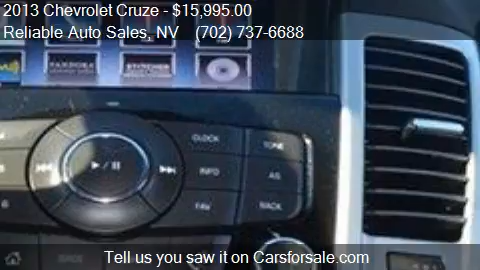 2013 Chevrolet Cruze - $15,995.00
Reliable Auto Sales, NV (702) 737-6688
PANDORA STITCHER
CLOCK TONE
INFO AS
FAV BACK
6
Tell us you saw it on Carsforsale.com